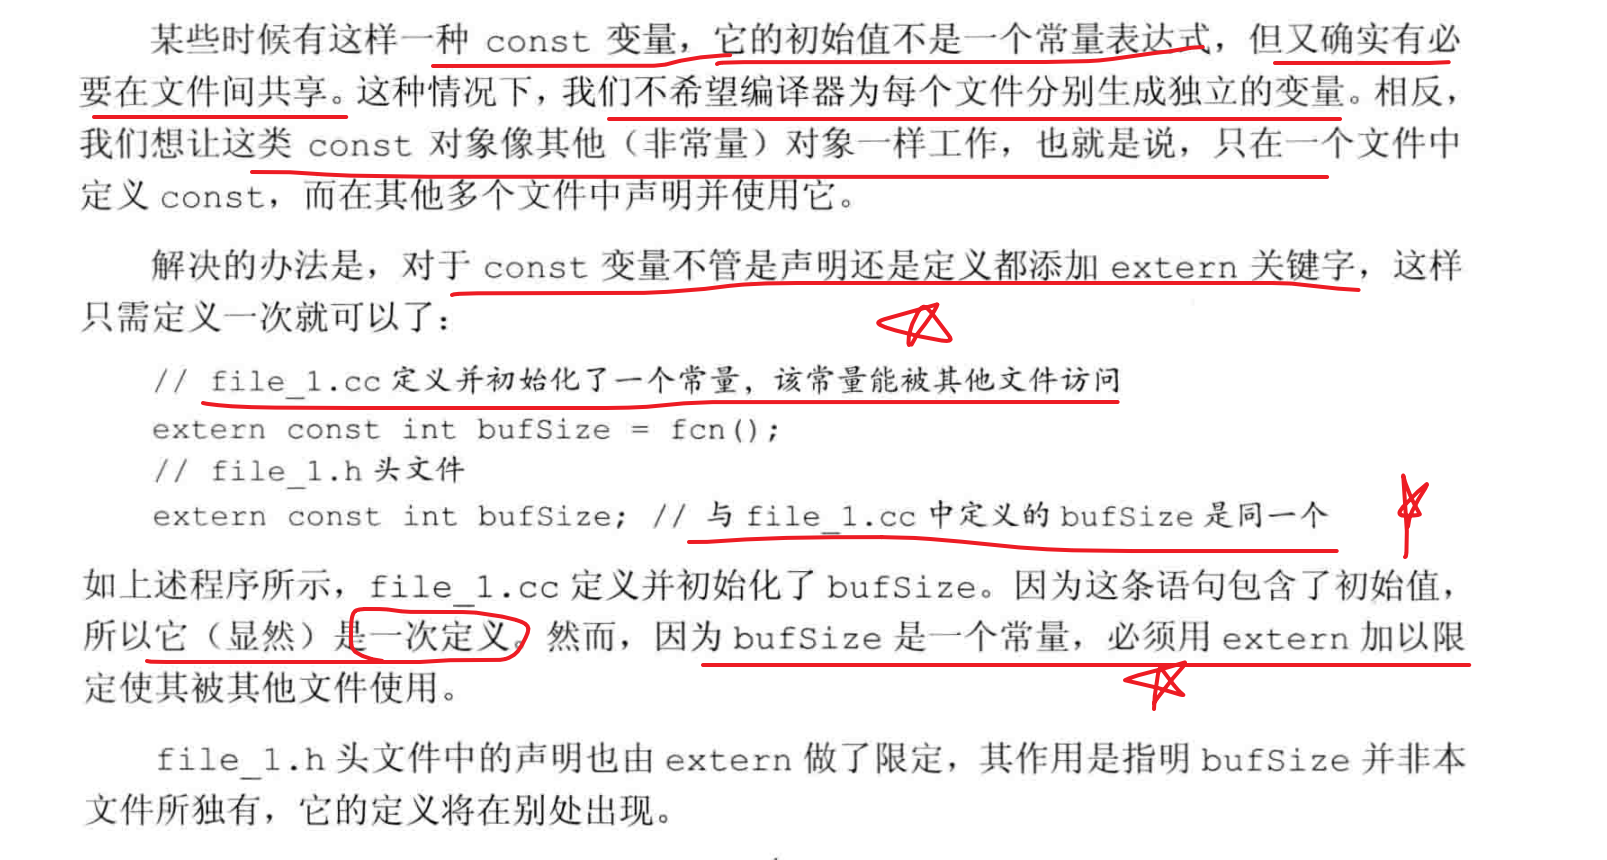 某些时候有这样一种 const 变量，它的初始值不是一个常量表达式，但又确实有必
要在文件间共享。这种情况下，我们不希望编译器为每个文件分别生成独立的变量。相反，
我们想让这类 const 对象像其他（非常量）对象一样工作，也就是说，只在一个文件中
定义 const，而在其他多个文件中声明并使用它。
解决的办法是，对于 const 变量不管是声明还是定义都添加 extern 关键字，这样
只需定义一次就可以了：
// file_1.cc 定义并初始化了一个常量，该常量能被其他文件访问
extern const int bufSize = fcn();
// file_1.h 头文件
extern const int bufSize; // 与 file_1.cc 中定义的 bufSize 是同一个
如上述程序所示，file_1.cc 定义并初始化了 bufSize。因为这条语句包含了初始值，
所以它（显然）是一次定义。然而，因为 bufSize 是一个常量，必须用 extern 加以限
定使其被其他文件使用。
file_1.h 头文件中的声明也由 extern 做了限定，其作用是指明 bufSize 并非本
文件所独有，它的定义将在别处出现。